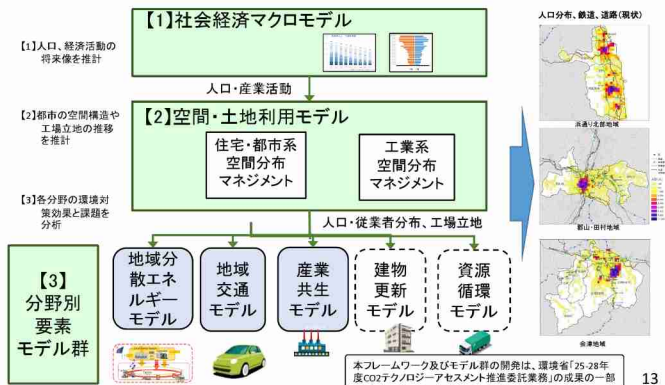 【1】社会経済マクロモデル
【1】人口、経済活動の
将来像を推計
人口・産業活動
【2】空間・土地利用モデル
【2】都市の空間構造や
工場立地の推移
を推計
住宅・都市系
空間分布
マネジメント
工業系
空間分布
マネジメント
【3】各分野の環境対
策効果と課題を
分析
人口・従業者分布、工場立地
【3】
分野別
要素
モデル群
地域分
散エネ
ルギー
モデル
地域
交通
モデル
産業
共生
モデル
建物
更新
モデル
資源
循環
モデル
本フレームワーク及びモデル群の開発は、環境省「25-28年
度CO2テクノロジーアセスメント推進委託業務」の成果の一部
人口分布、鉄道、道路(現状)
浜通り北部地域
郡山・田村地域
会津地域
13